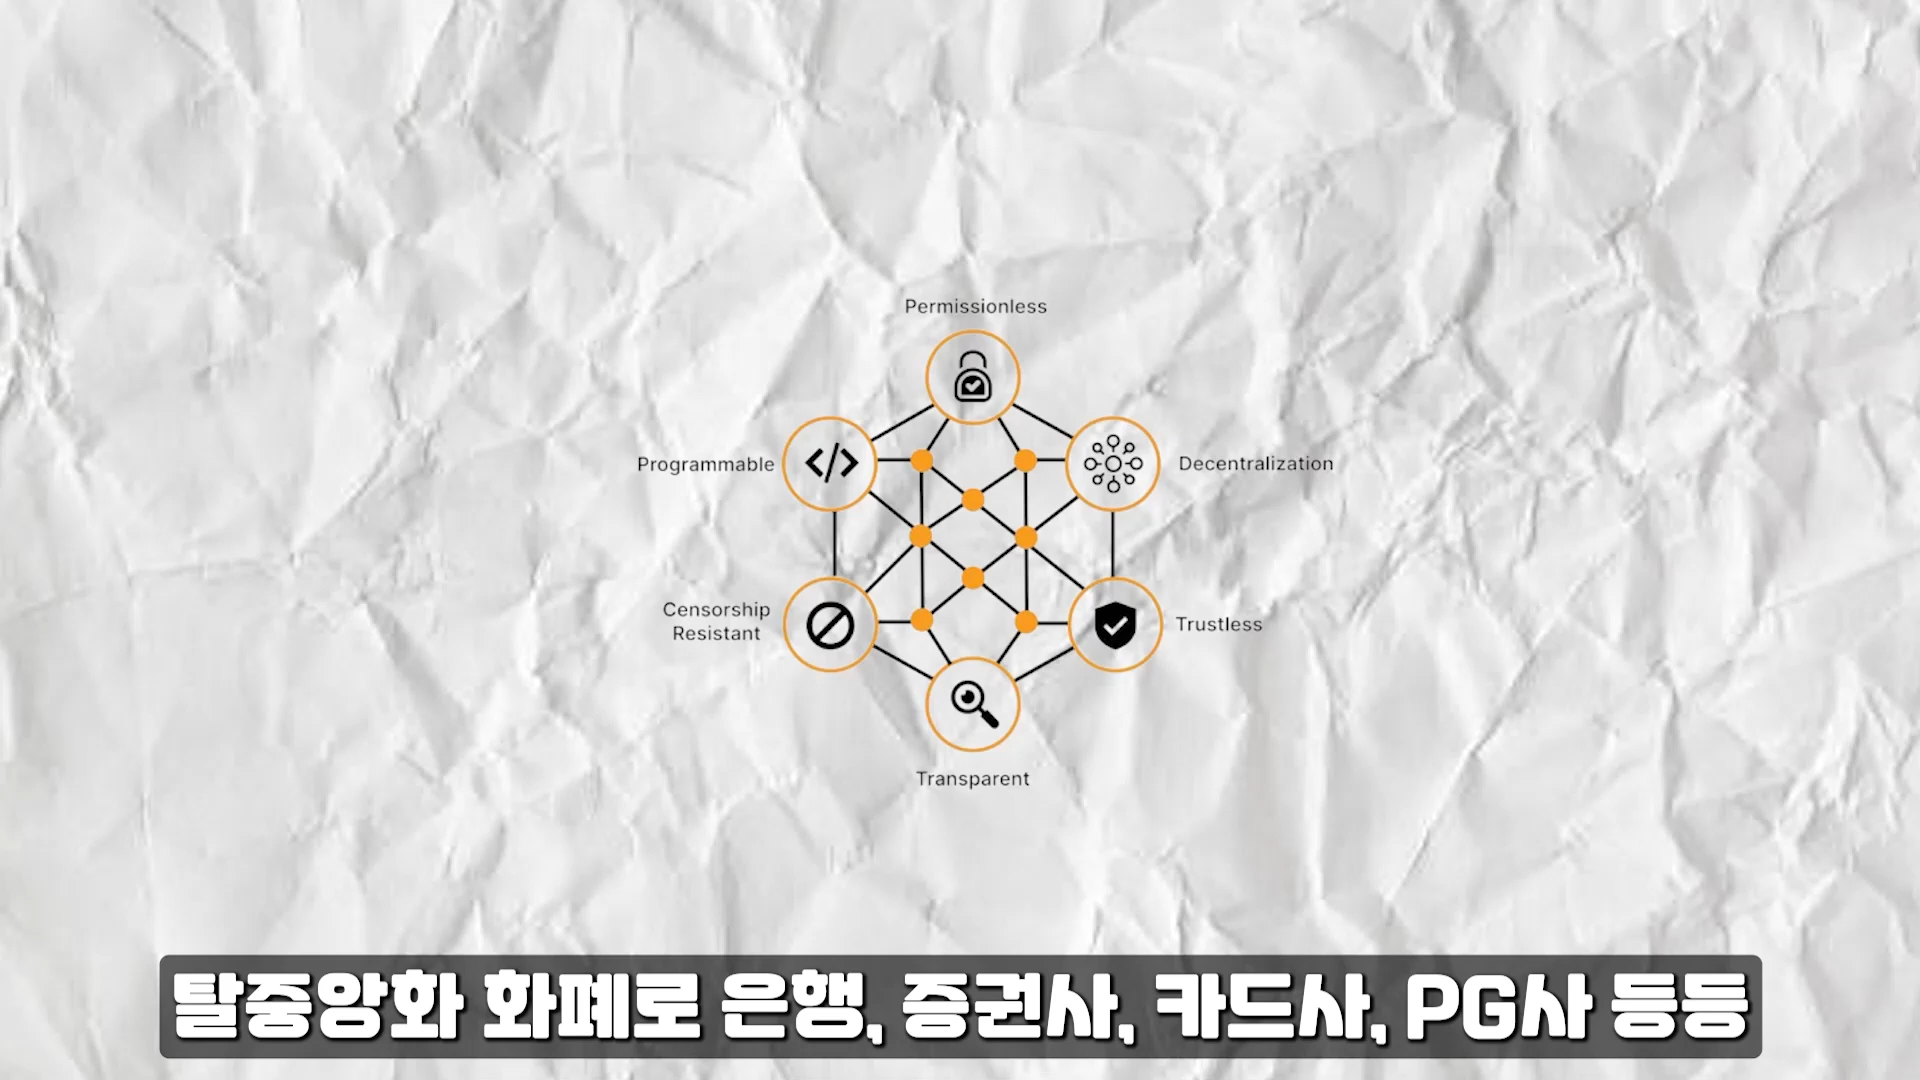 Permissionless
Programmable
Decentralization
Censorship
Resistant
Trustless
Transparent
탈중앙화 화폐로 은행, 증권사, 카드사, PG사 등등